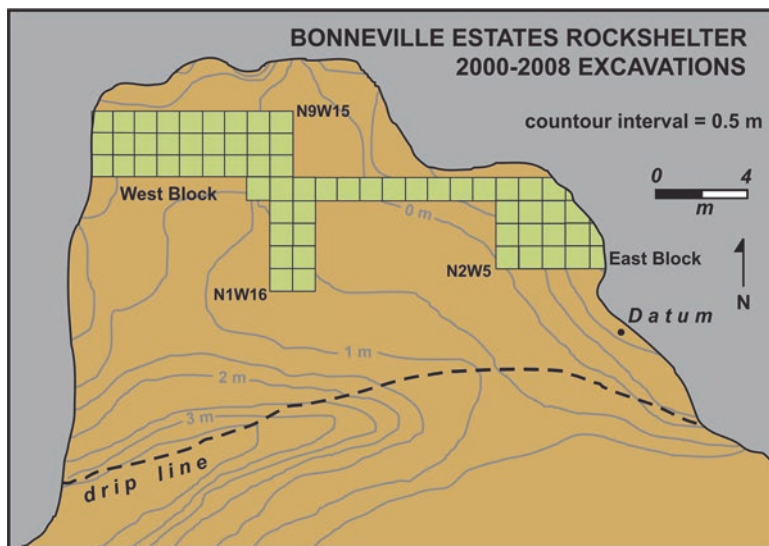 BONNEVILLE ESTATES ROCKSHELTER
2000-2008 EXCAVATIONS
N9W15
countour interval = 0.5 m
0 4
m
West Block
0 m
N2W5
East Block
N
N1W16
Datum
1 m
2 m
3 m
drip line